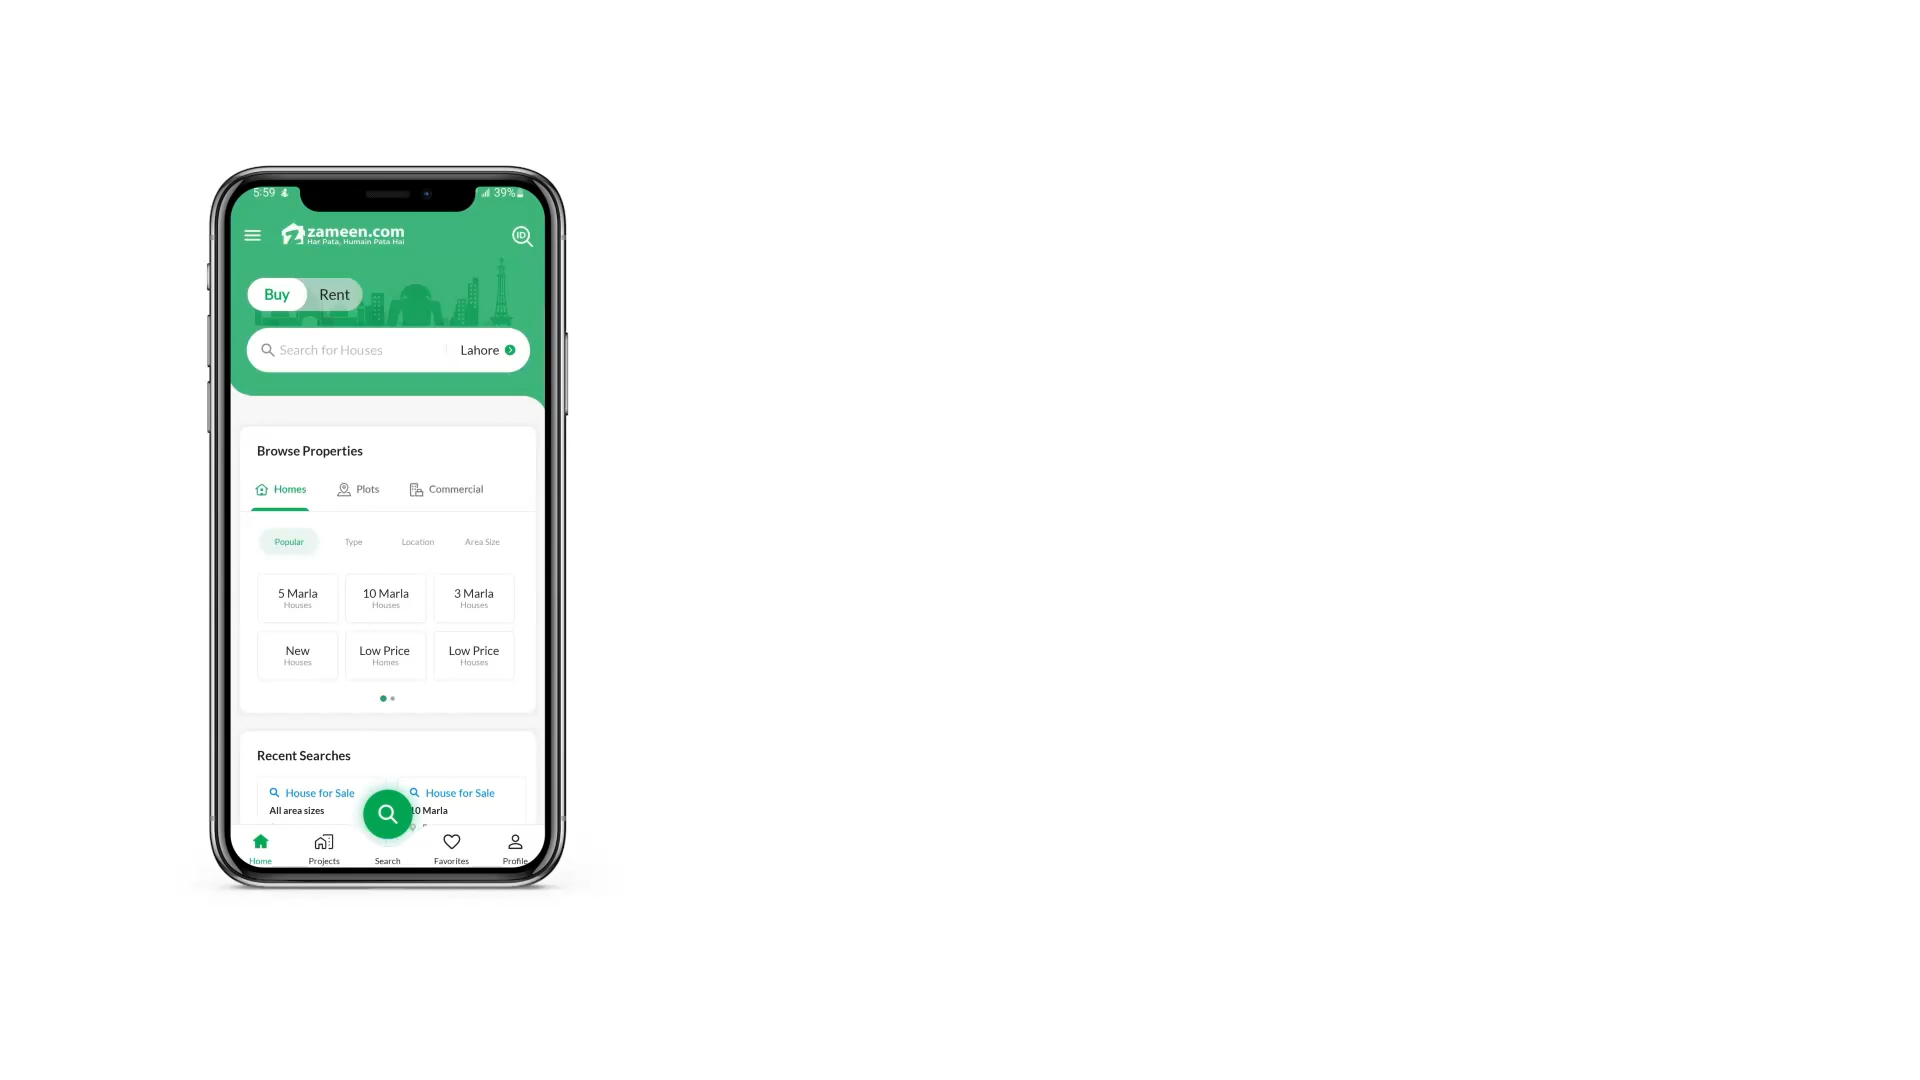 5:59 39%
zameen.com
Har Pata, Humain Pata Hai
ID
Buy Rent
Search for Houses Lahore
Browse Properties
Homes Plots Commercial
Popular Type Location Area Size
5 Marla 10 Marla 3 Marla
Houses Houses Houses
New Low Price Low Price
Houses Homes Houses
Recent Searches
House for Sale House for Sale
All area sizes 10 Marla
Home Projects Search Favorites Profile